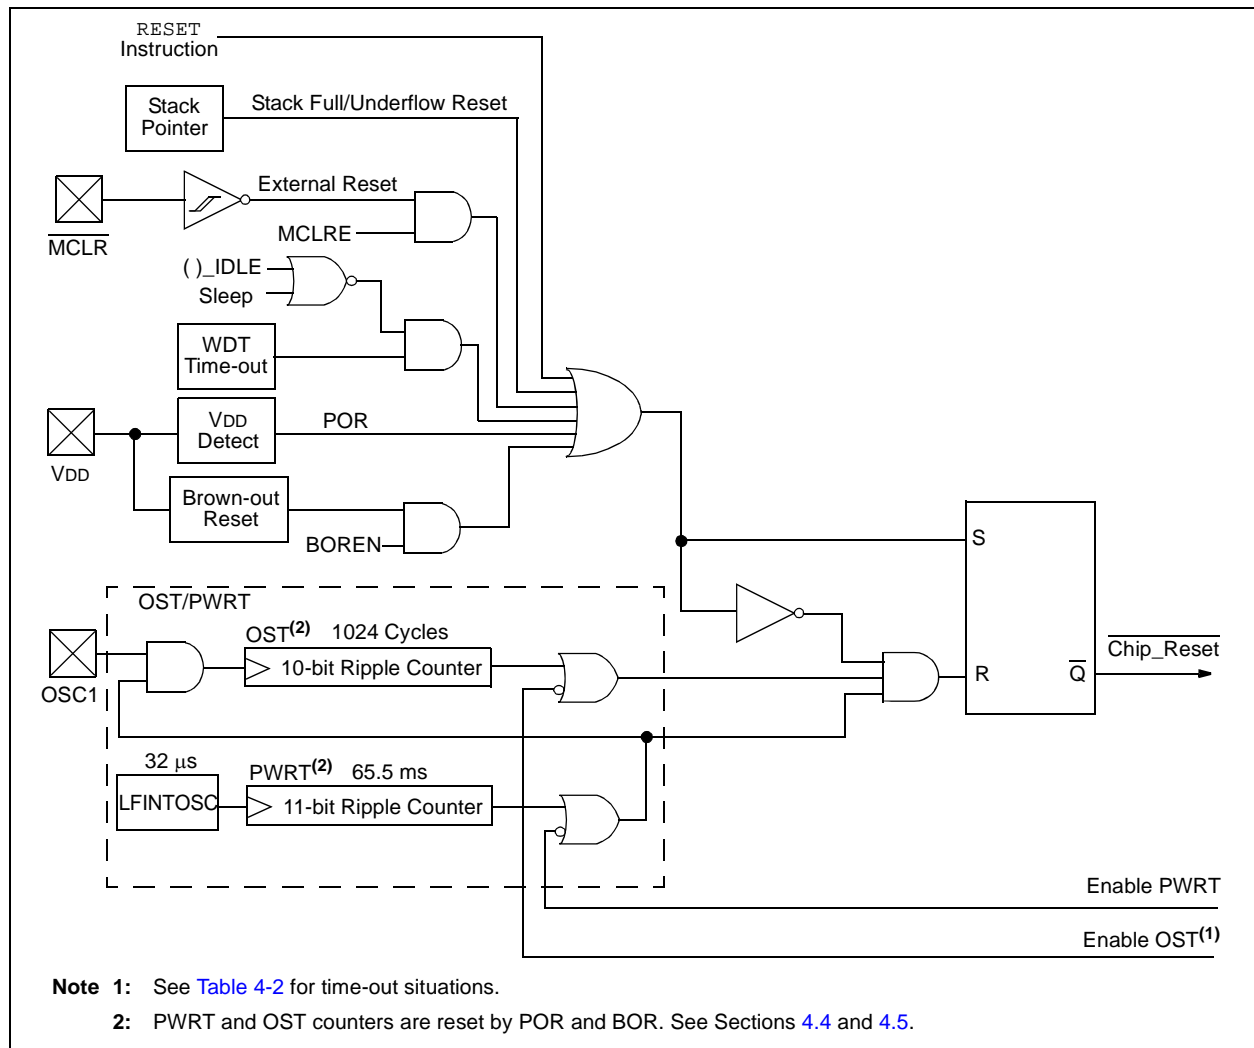 RESET
Instruction
Stack
Pointer
Stack Full/Underflow Reset
External Reset
MCLR
MCLRE
( )_IDLE
Sleep
WDT
Time-out
VDD
Detect
POR
VDD
Brown-out
Reset
BOREN
S
OST/PWRT
OST(2) 1024 Cycles
10-bit Ripple Counter
OSC1
Chip_Reset
R
Q
32 μs
PWRT(2) 65.5 ms
LFINTOSC
11-bit Ripple Counter
Enable PWRT
Enable OST(1)
Note 1: See Table 4-2 for time-out situations.
2: PWRT and OST counters are reset by POR and BOR. See Sections 4.4 and 4.5.